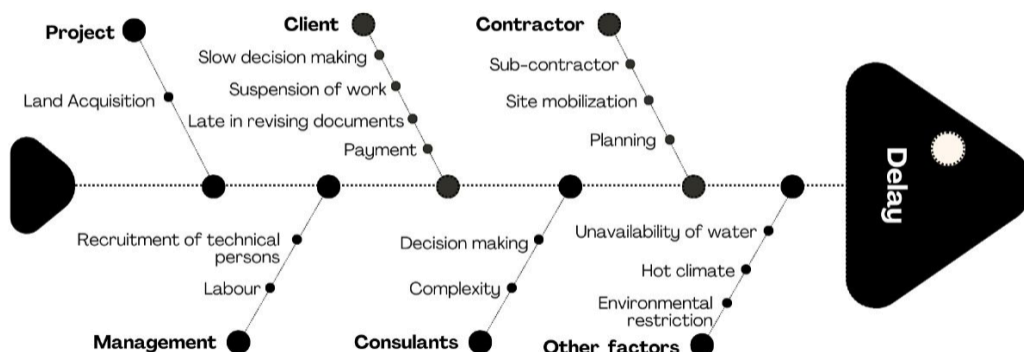 Project
Land Acquisition
Client
Slow decision making
Suspension of work
Late in revising documents
Payment
Contractor
Sub-contractor
Site mobilization
Planning
Delay
Recruitment of technical
persons
Labour
Management
Decision making
Complexity
Consulants
Unavailability of water
Hot climate
Environmental
restriction
Other factors